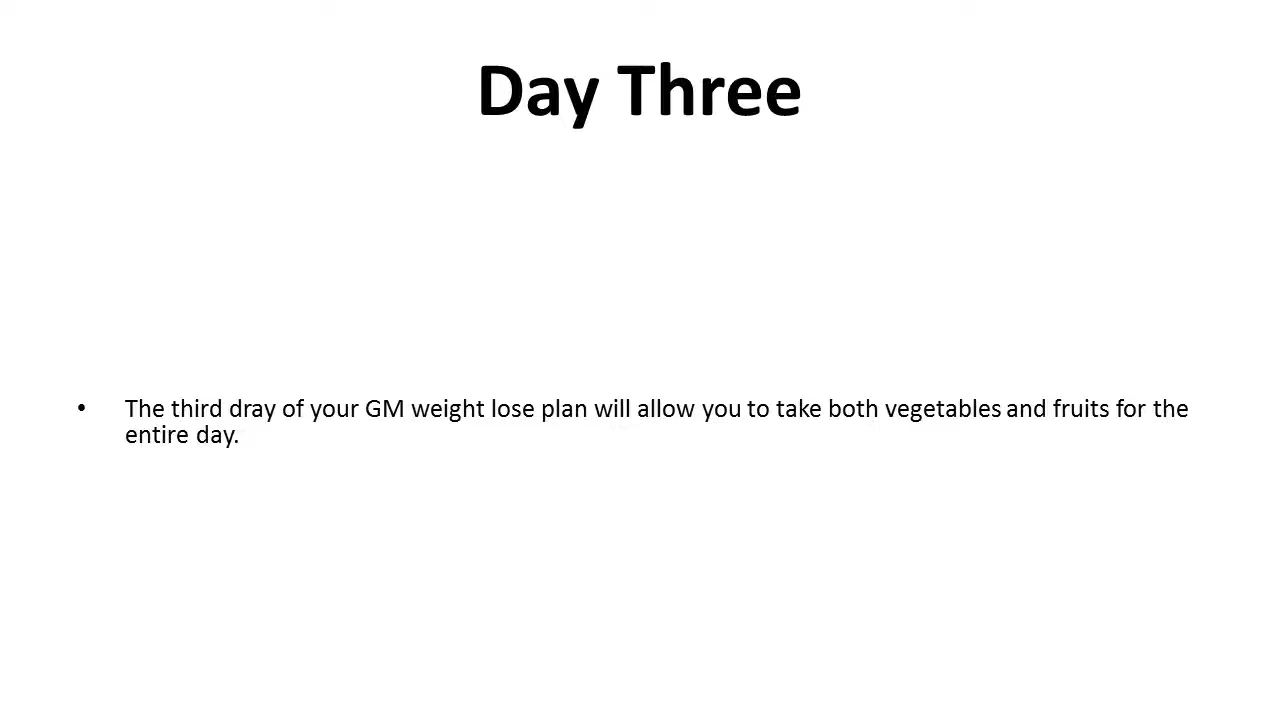 Day Three
• The third dray of your GM weight lose plan will allow you to take both vegetables and fruits for the
entire day.